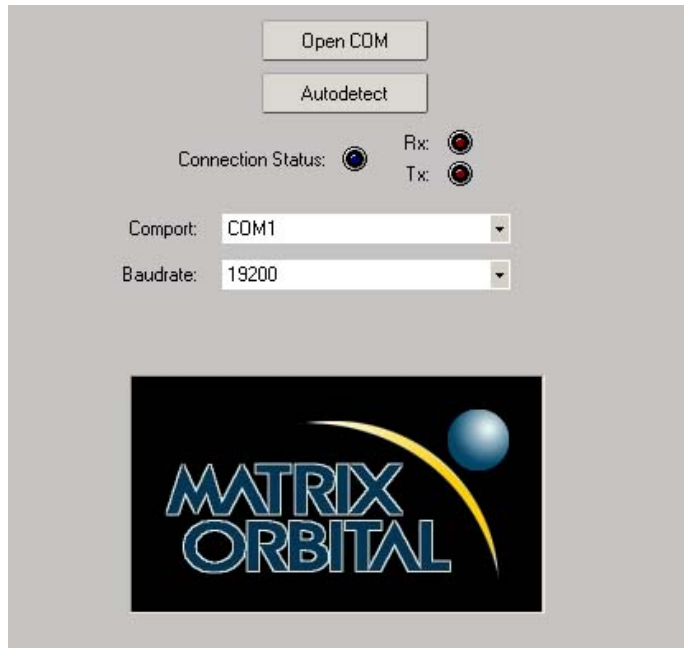 Open COM
Autodetect
Connection Status:
Rx:
Tx:
Comport: COM1
Baudrate: 19200
MATRIX
ORBITAL